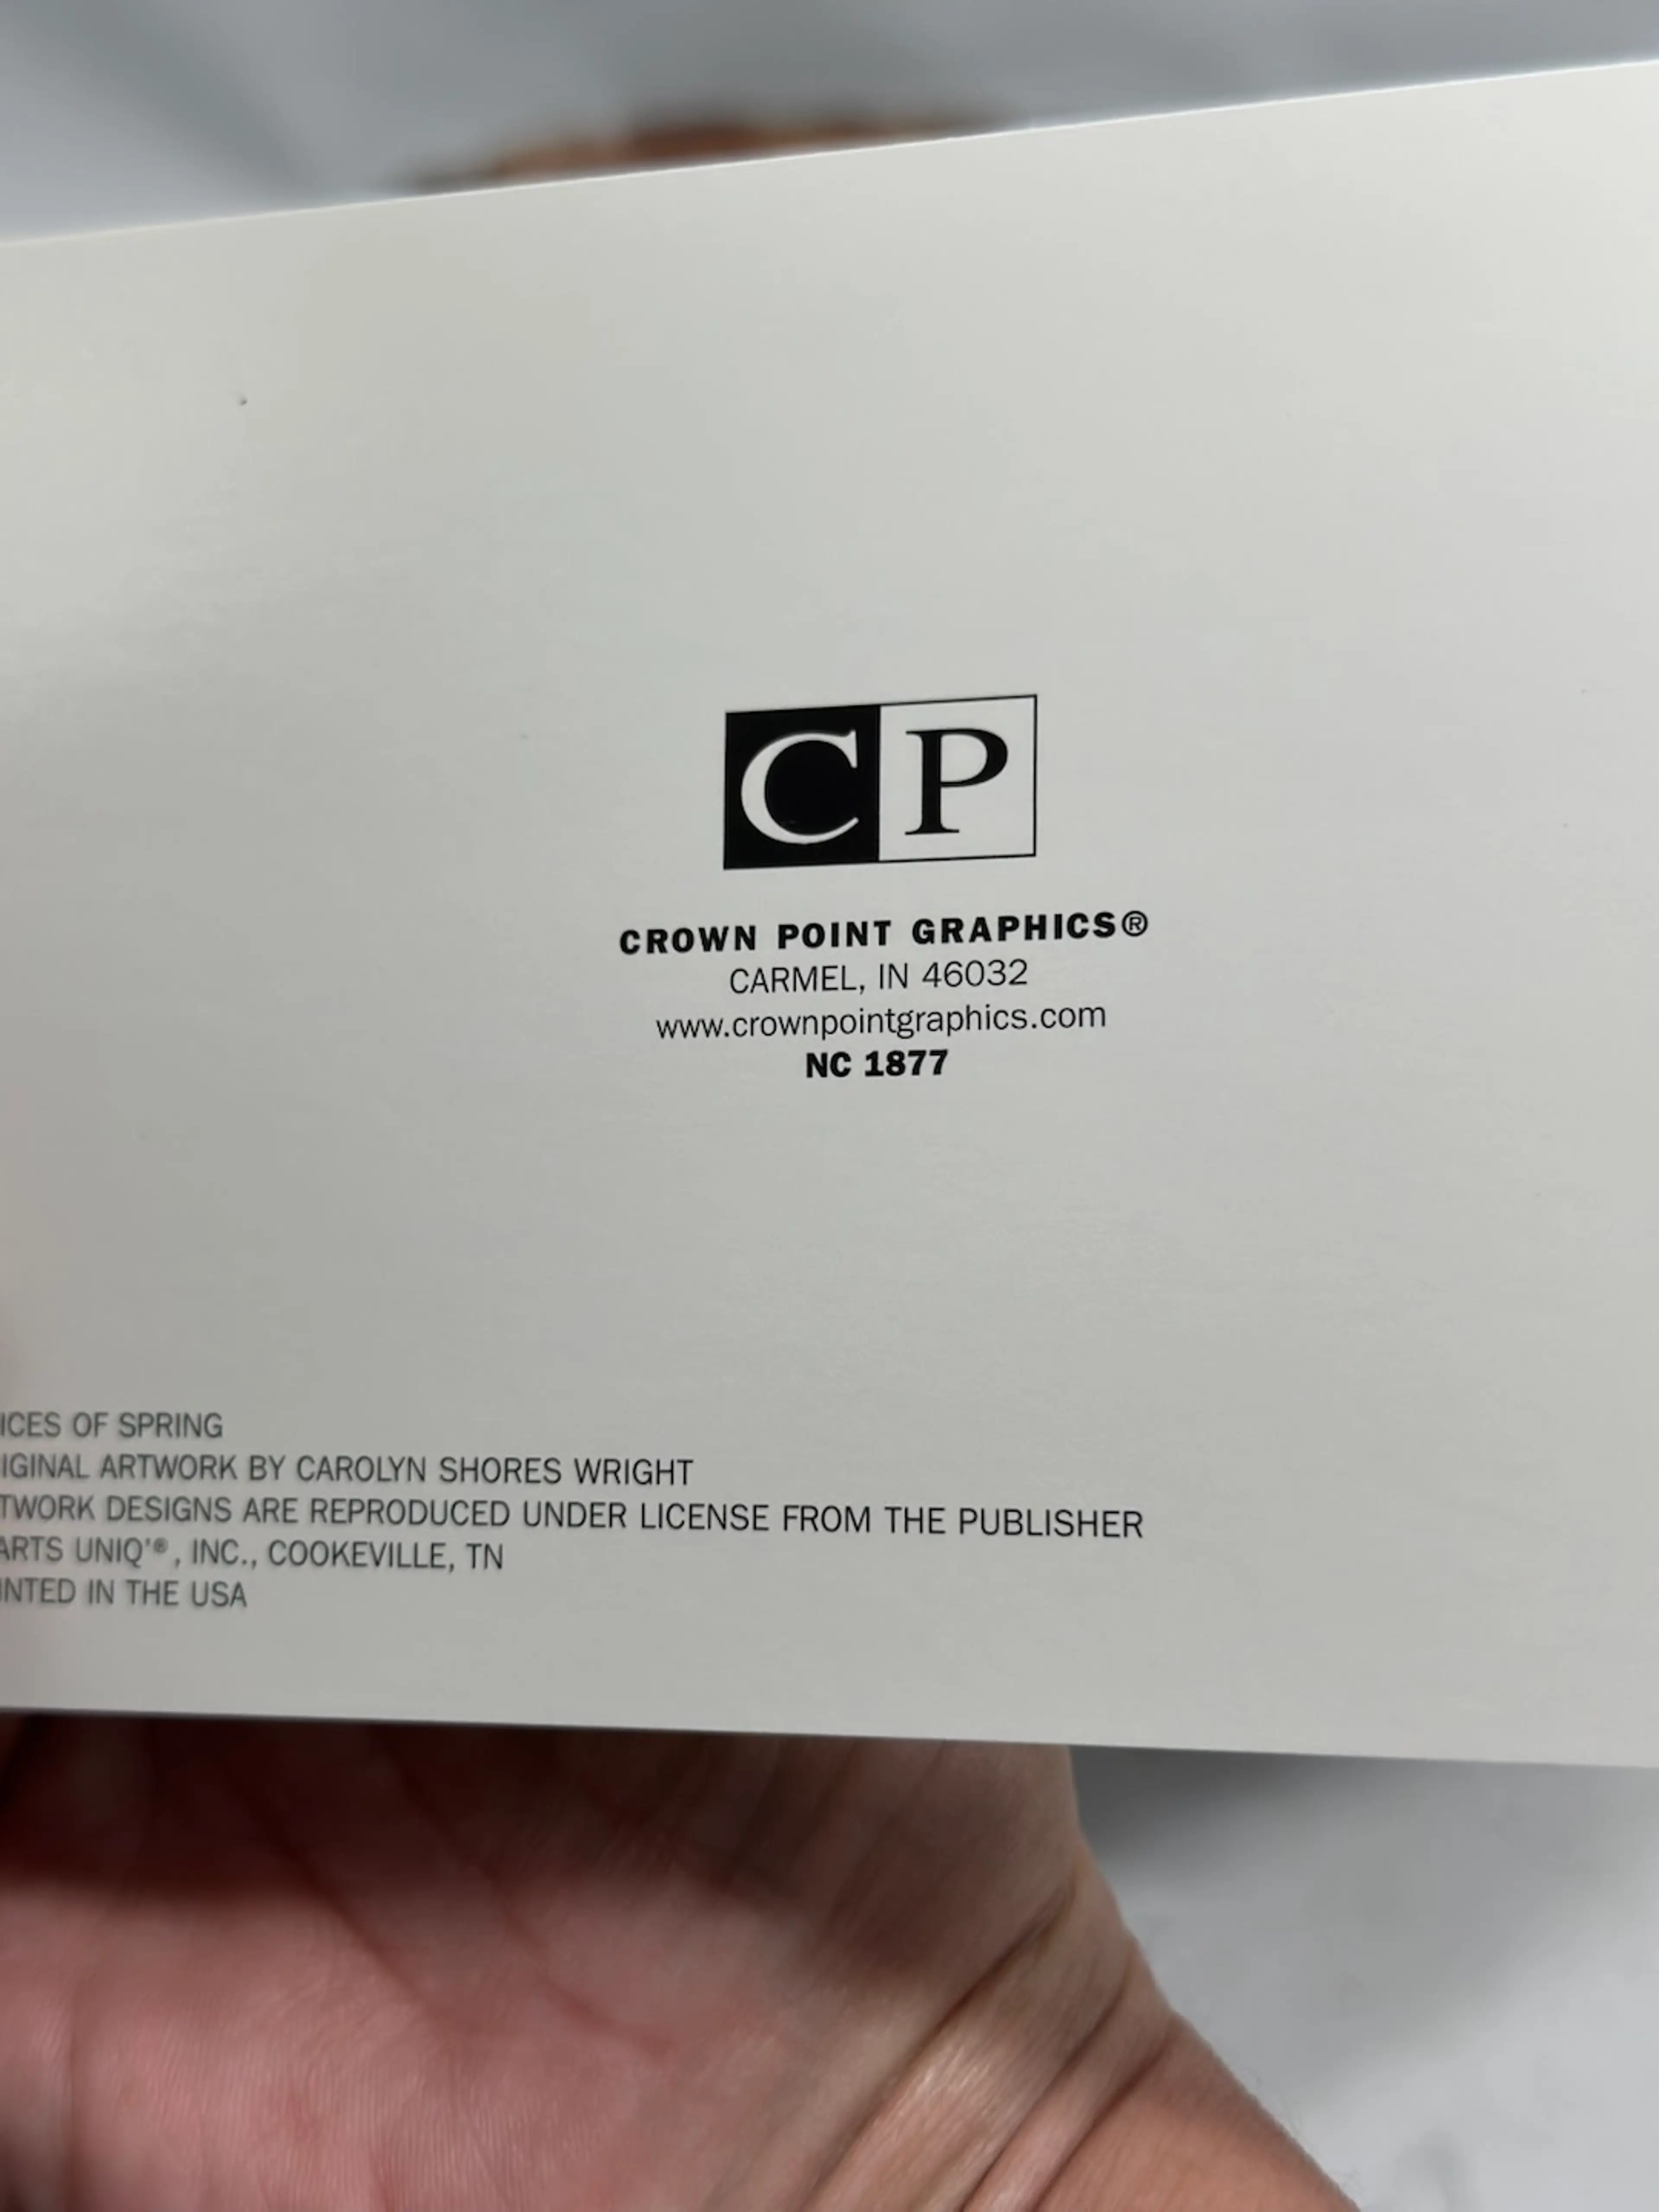 CP
CROWN POINT GRAPHICS®
CARMEL, IN 46032
www.crownpointgraphics.com
NC 1877
ICES OF SPRING
IGINAL ARTWORK BY CAROLYN SHORES WRIGHT
TWORK DESIGNS ARE REPRODUCED UNDER LICENSE FROM THE PUBLISHER
ARTS UNIQ'®, INC., COOKEVILLE, TN
INTED IN THE USA